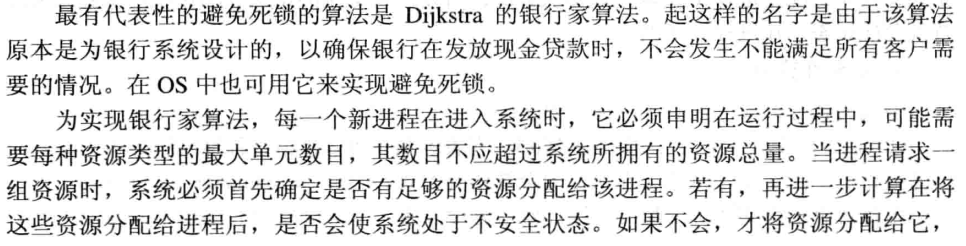 最有代表性的避免死锁的算法是 Dijkstra 的银行家算法。起这样的名字是由于该算法
原本是为银行系统设计的，以确保银行在发放现金贷款时，不会发生不能满足所有客户需
要的情况。在 OS 中也可用它来实现避免死锁。
为实现银行家算法，每一个新进程在进入系统时，它必须申明在运行过程中，可能需
要每种资源类型的最大单元数目，其数目不应超过系统所拥有的资源总量。当进程请求一
组资源时，系统必须首先确定是否有足够的资源分配给该进程。若有，再进一步计算在将
这些资源分配给进程后，是否会使系统处于不安全状态。如果不会，才将资源分配给它，